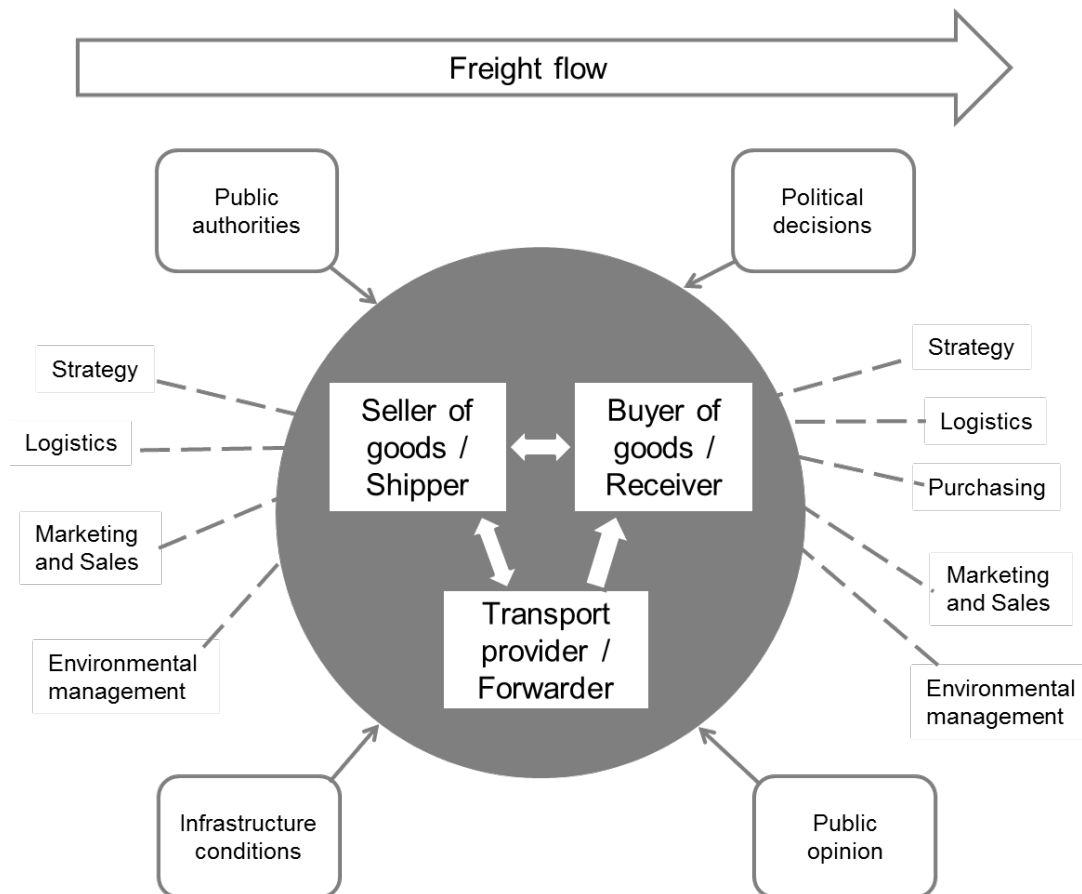 Freight flow
Public
authorities
Political
decisions
Strategy
Logistics
Marketing
and Sales
Environmental
management
Seller of
goods /
Shipper
Buyer of
goods /
Receiver
Transport
provider /
Forwarder
Strategy
Logistics
Purchasing
Marketing
and Sales
Environmental
management
Infrastructure
conditions
Public
opinion